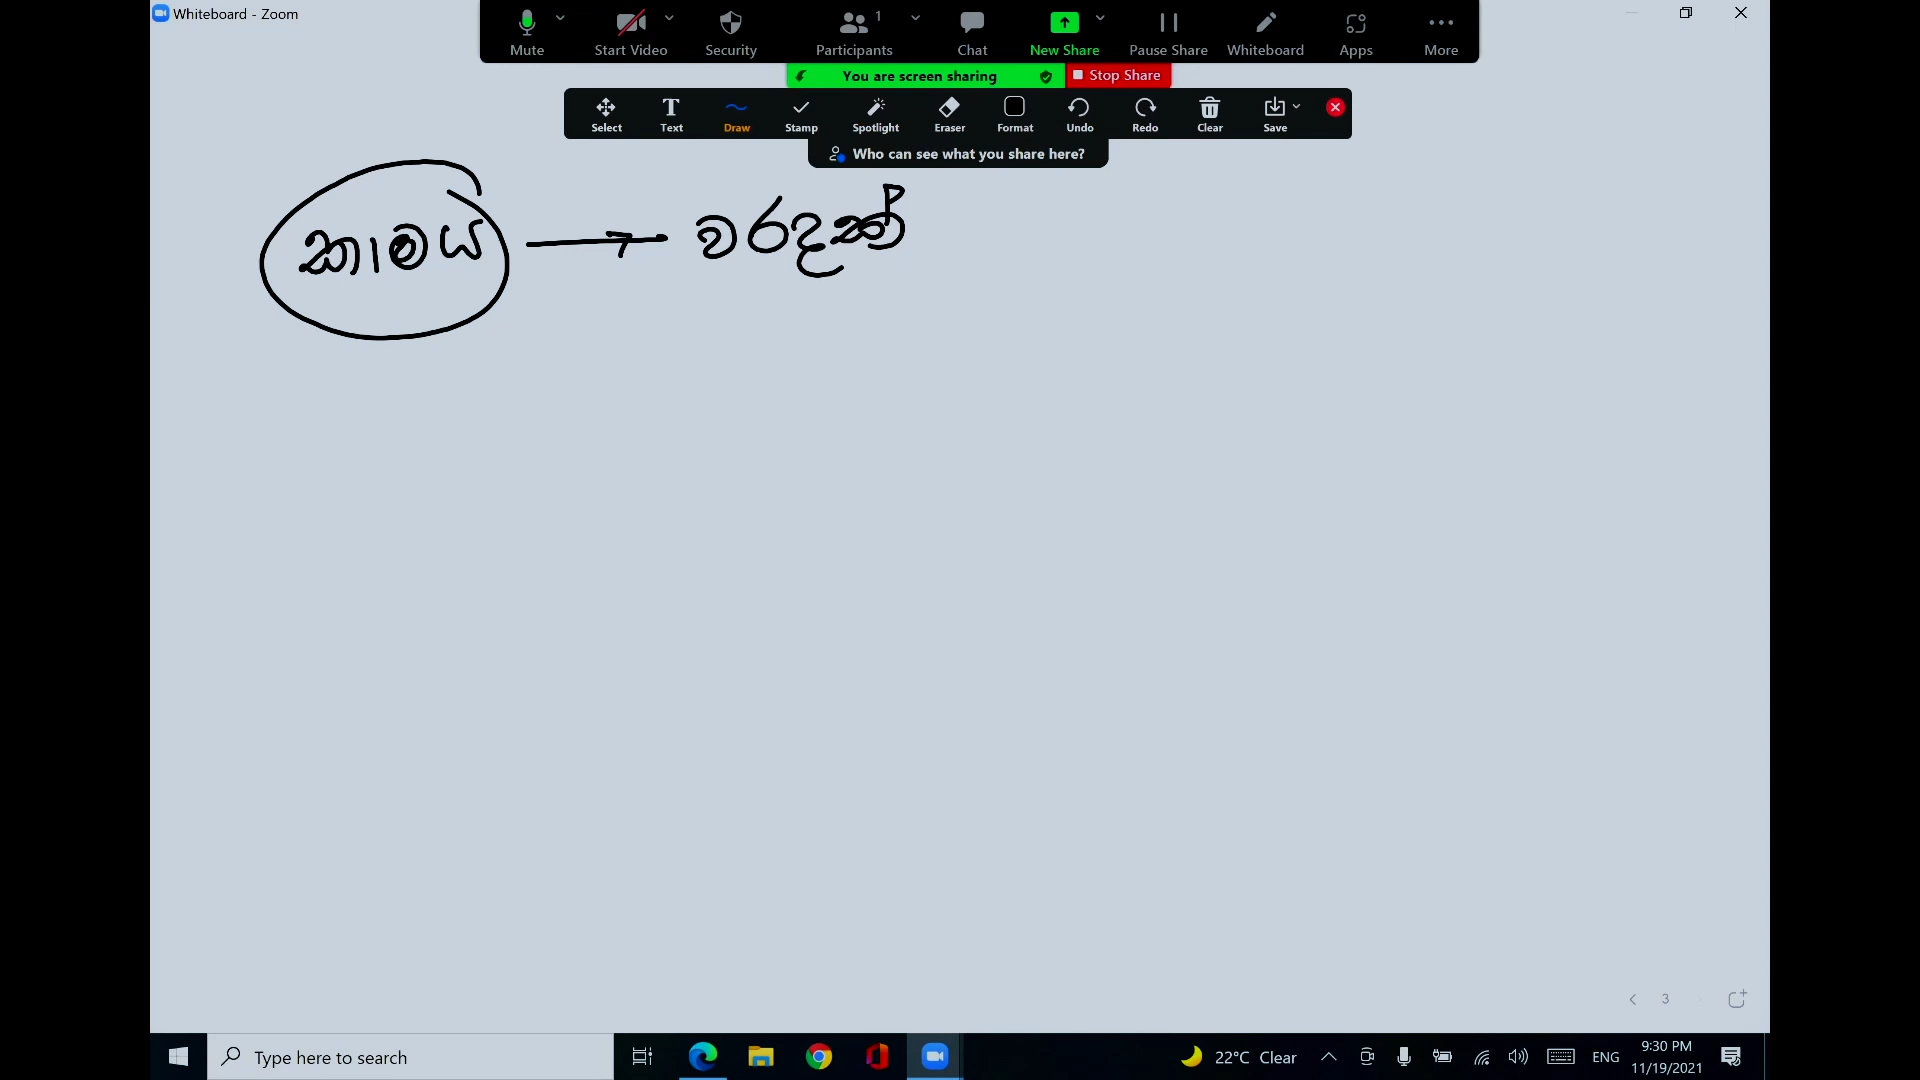 Whiteboard - Zoom
Mute
Start Video
Security
Participants
1
Chat
New Share
Pause Share
Whiteboard
Apps
More
You are screen sharing
Stop Share
Select
Text
Draw
Stamp
Spotlight
Eraser
Format
Undo
Redo
Clear
Save
Who can see what you share here?
3
Type here to search
22°C Clear
ENG
9:30 PM
11/19/2021